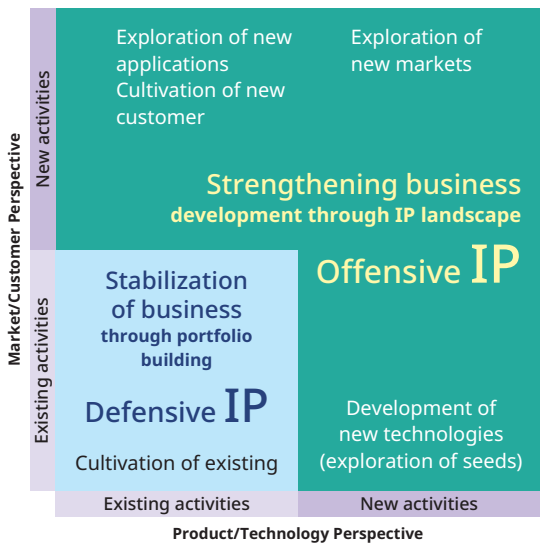 Exploration of new
applications
Cultivation of new
customer
Exploration of
new markets
New activities
Market/Customer Perspective
Strengthening business
development through IP landscape
Offensive IP
Stabilization
of business
through portfolio
building
Defensive IP
Cultivation of existing
Existing activities
Development of
new technologies
(exploration of seeds)
Existing activities
New activities
Product/Technology Perspective